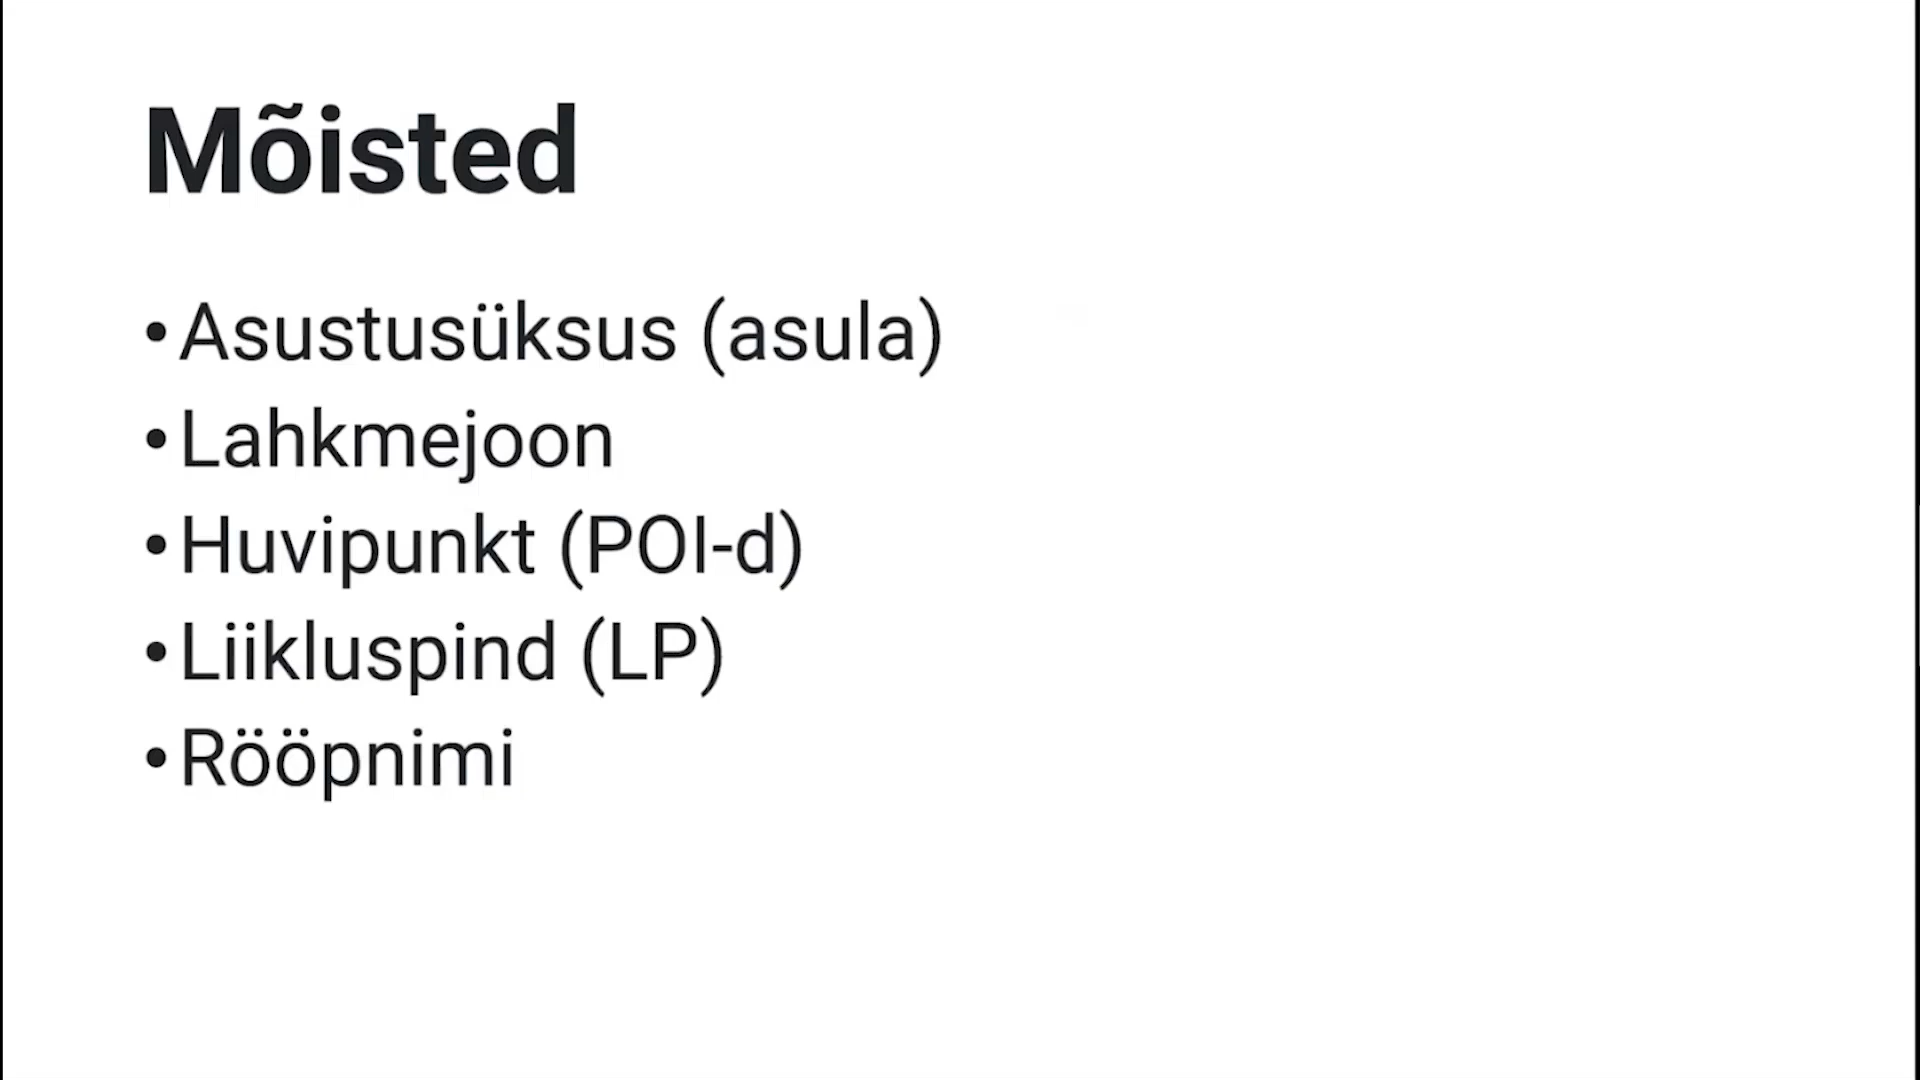 Mõisted
• Asustusüksus (asula)
• Lahkmejoon
• Huvipunkt (POI-d)
• Liikluspind (LP)
• Rööpnimi